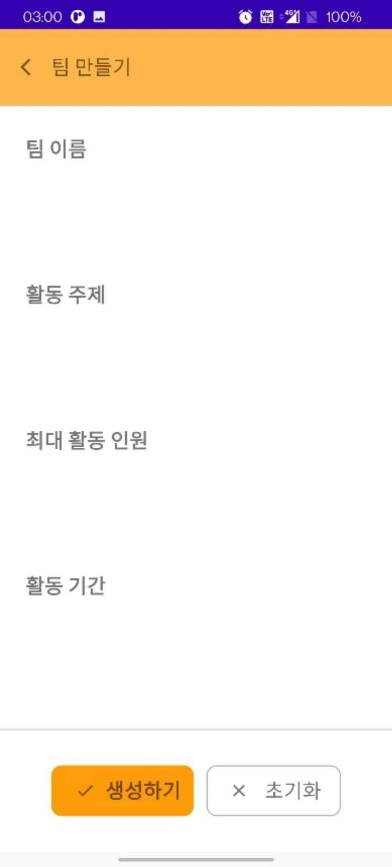 03:00 100%
팀 만들기
팀 이름
활동 주제
최대 활동 인원
활동 기간
생성하기 초기화